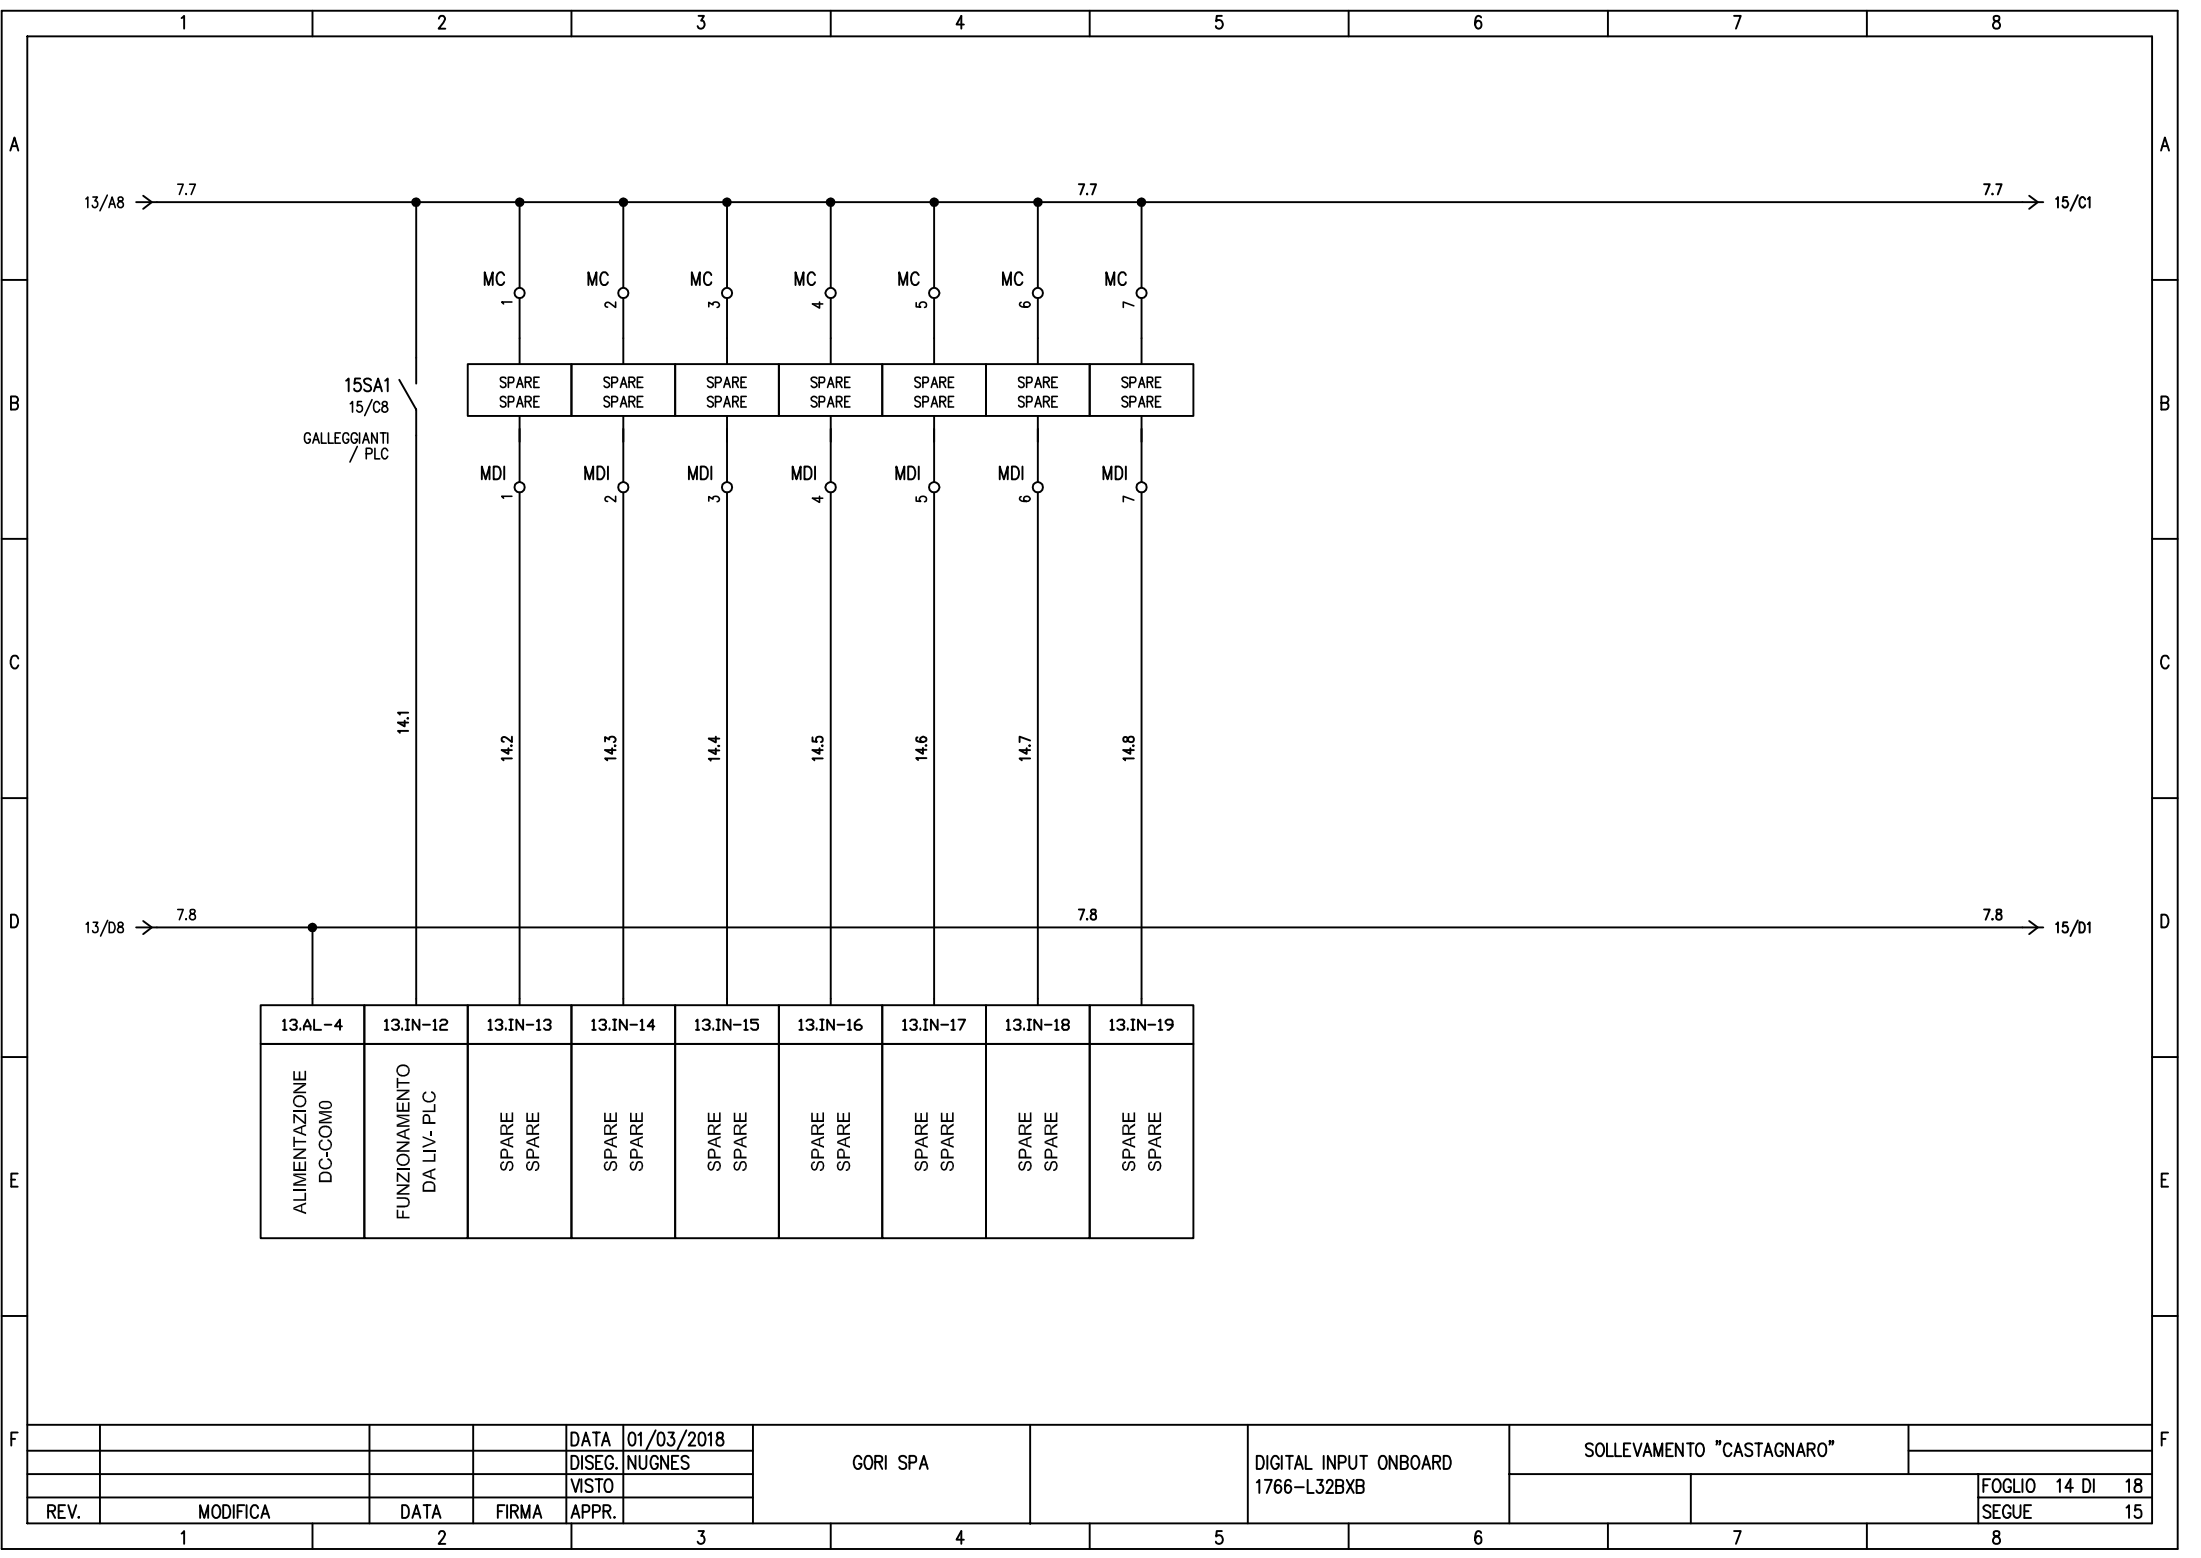 1 2 3 4 5 6 7 8
A A
7.7 7.7 7.7
13/A8 15/C1
MC MC MC MC MC MC MC
1 2 3 4 5 6 7
15SA1
15/C8
GALLEGGIANTI
/ PLC
SPARE SPARE SPARE SPARE SPARE SPARE SPARE
SPARE SPARE SPARE SPARE SPARE SPARE SPARE
B B
MDI MDI MDI MDI MDI MDI MDI
1 2 3 4 5 6 7
C C
14.1 14.2 14.3 14.4 14.5 14.6 14.7 14.8
7.8 7.8 7.8
D D
13/D8 15/D1
13.AL-4 13.IN-12 13.IN-13 13.IN-14 13.IN-15 13.IN-16 13.IN-17 13.IN-18 13.IN-19
ALIMENTAZIONE
DC-COM0
FUNZIONAMENTO
DA LIV- PLC
SPARE
SPARE
SPARE
SPARE
SPARE
SPARE
SPARE
SPARE
SPARE
SPARE
SPARE
SPARE
SPARE
SPARE
E E
F F
DATA 01/03/2018
DISEG. NUGNES
VISTO
REV. MODIFICA DATA FIRMA APPR.
GORI SPA
DIGITAL INPUT ONBOARD
1766-L32BXB
SOLLEVAMENTO "CASTAGNARO"
FOGLIO 14 DI 18
SEGUE 15
1 2 3 4 5 6 7 8